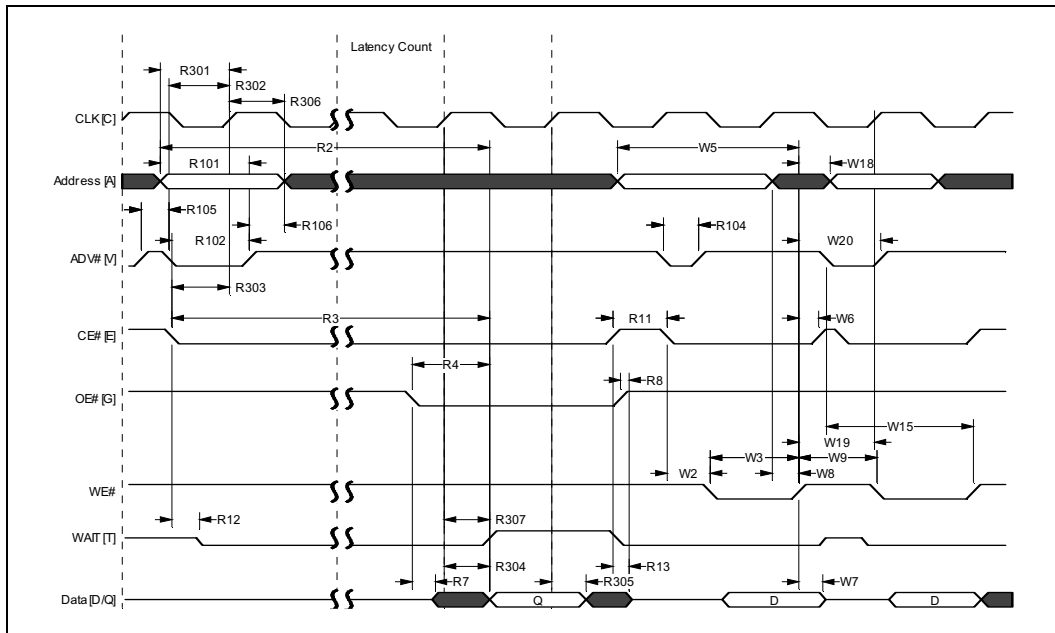 Latency Count
R301
R302
R306
CLK [C]
R2
W5
R101
W18
Address [A]
R105
R106
R104
R102
W20
ADV# [V]
R303
R3
R11
W6
CE# [E]
R4
R8
OE# [G]
W15
W19
W3
W9
W2
W8
WE#
R12
R307
WAIT [T]
R304
R13
R7
R305
W7
Data [D/Q]
Q
D
D